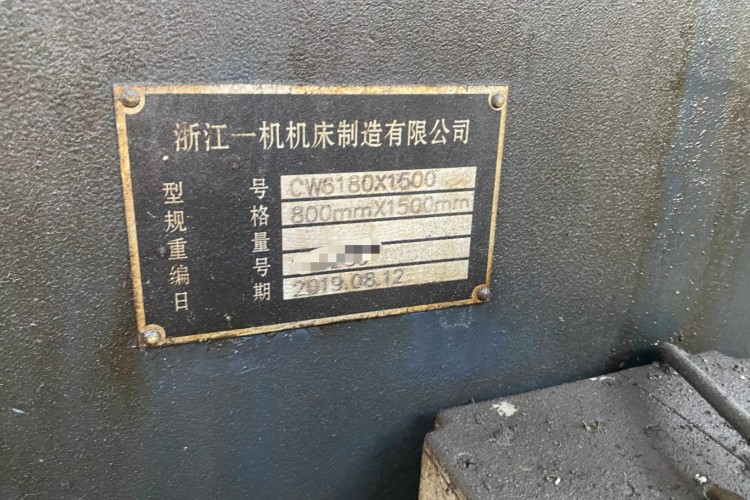 浙江一机机床制造有限公司
型号 CW6180X1500
规格 800mmX1500mm
重量
编号
日期 2019.08.12